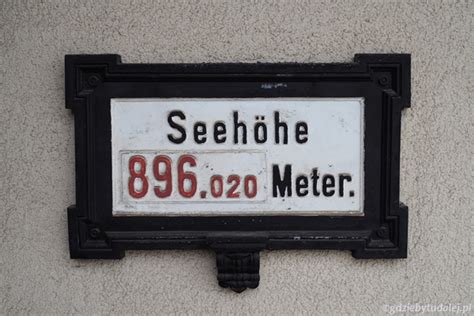 Seehöhe
896.020 Meter.
©gdziebytudalej.pl